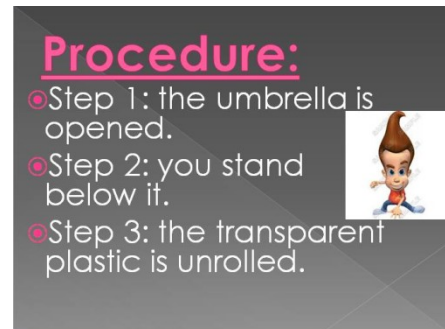 Procedure:
Step 1: the umbrella is
opened.
Step 2: you stand
below it.
Step 3: the transparent
plastic is unrolled.